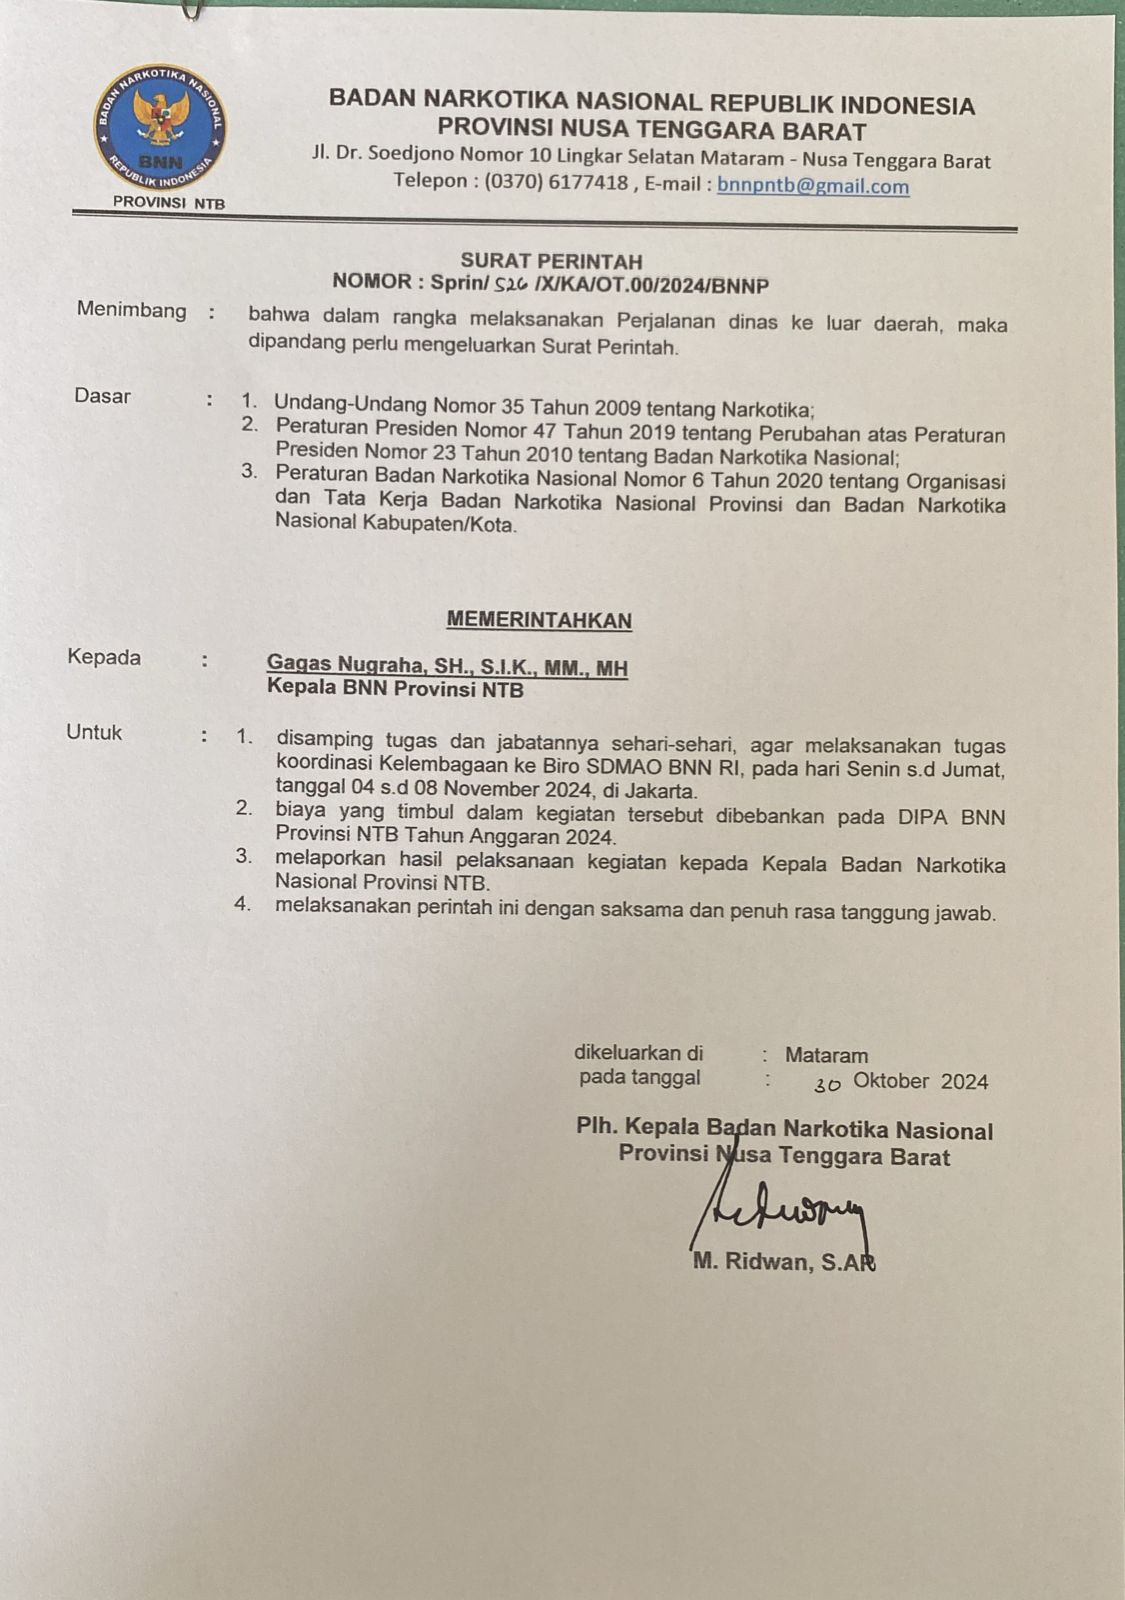 BADAN NARKOTIKA NASIONAL
BNN
REPUBLIK INDONESIA
PROVINSI NTB
BADAN NARKOTIKA NASIONAL REPUBLIK INDONESIA
PROVINSI NUSA TENGGARA BARAT
Jl. Dr. Soedjono Nomor 10 Lingkar Selatan Mataram - Nusa Tenggara Barat
Telepon : (0370) 6177418 , E-mail : bnnpntb@gmail.com
SURAT PERINTAH
NOMOR : Sprin/ 526 /X/KA/OT.00/2024/BNNP
Menimbang : bahwa dalam rangka melaksanakan Perjalanan dinas ke luar daerah, maka
dipandang perlu mengeluarkan Surat Perintah.
Dasar : 1. Undang-Undang Nomor 35 Tahun 2009 tentang Narkotika;
2. Peraturan Presiden Nomor 47 Tahun 2019 tentang Perubahan atas Peraturan
Presiden Nomor 23 Tahun 2010 tentang Badan Narkotika Nasional;
3. Peraturan Badan Narkotika Nasional Nomor 6 Tahun 2020 tentang Organisasi
dan Tata Kerja Badan Narkotika Nasional Provinsi dan Badan Narkotika
Nasional Kabupaten/Kota.
MEMERINTAHKAN
Kepada : Gagas Nugraha, SH., S.I.K., MM., MH
Kepala BNN Provinsi NTB
Untuk : 1. disamping tugas dan jabatannya sehari-sehari, agar melaksanakan tugas
koordinasi Kelembagaan ke Biro SDMAO BNN RI, pada hari Senin s.d Jumat,
tanggal 04 s.d 08 November 2024, di Jakarta.
2. biaya yang timbul dalam kegiatan tersebut dibebankan pada DIPA BNN
Provinsi NTB Tahun Anggaran 2024.
3. melaporkan hasil pelaksanaan kegiatan kepada Kepala Badan Narkotika
Nasional Provinsi NTB.
4. melaksanakan perintah ini dengan saksama dan penuh rasa tanggung jawab.
dikeluarkan di : Mataram
pada tanggal : 30 Oktober 2024
Plh. Kepala Badan Narkotika Nasional
Provinsi Nusa Tenggara Barat
M. Ridwan, S.AP